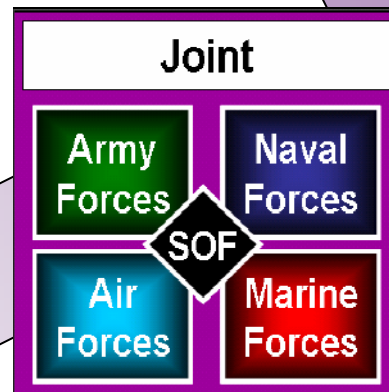 Joint
Army
Forces
Naval
Forces
SOF
Air
Forces
Marine
Forces